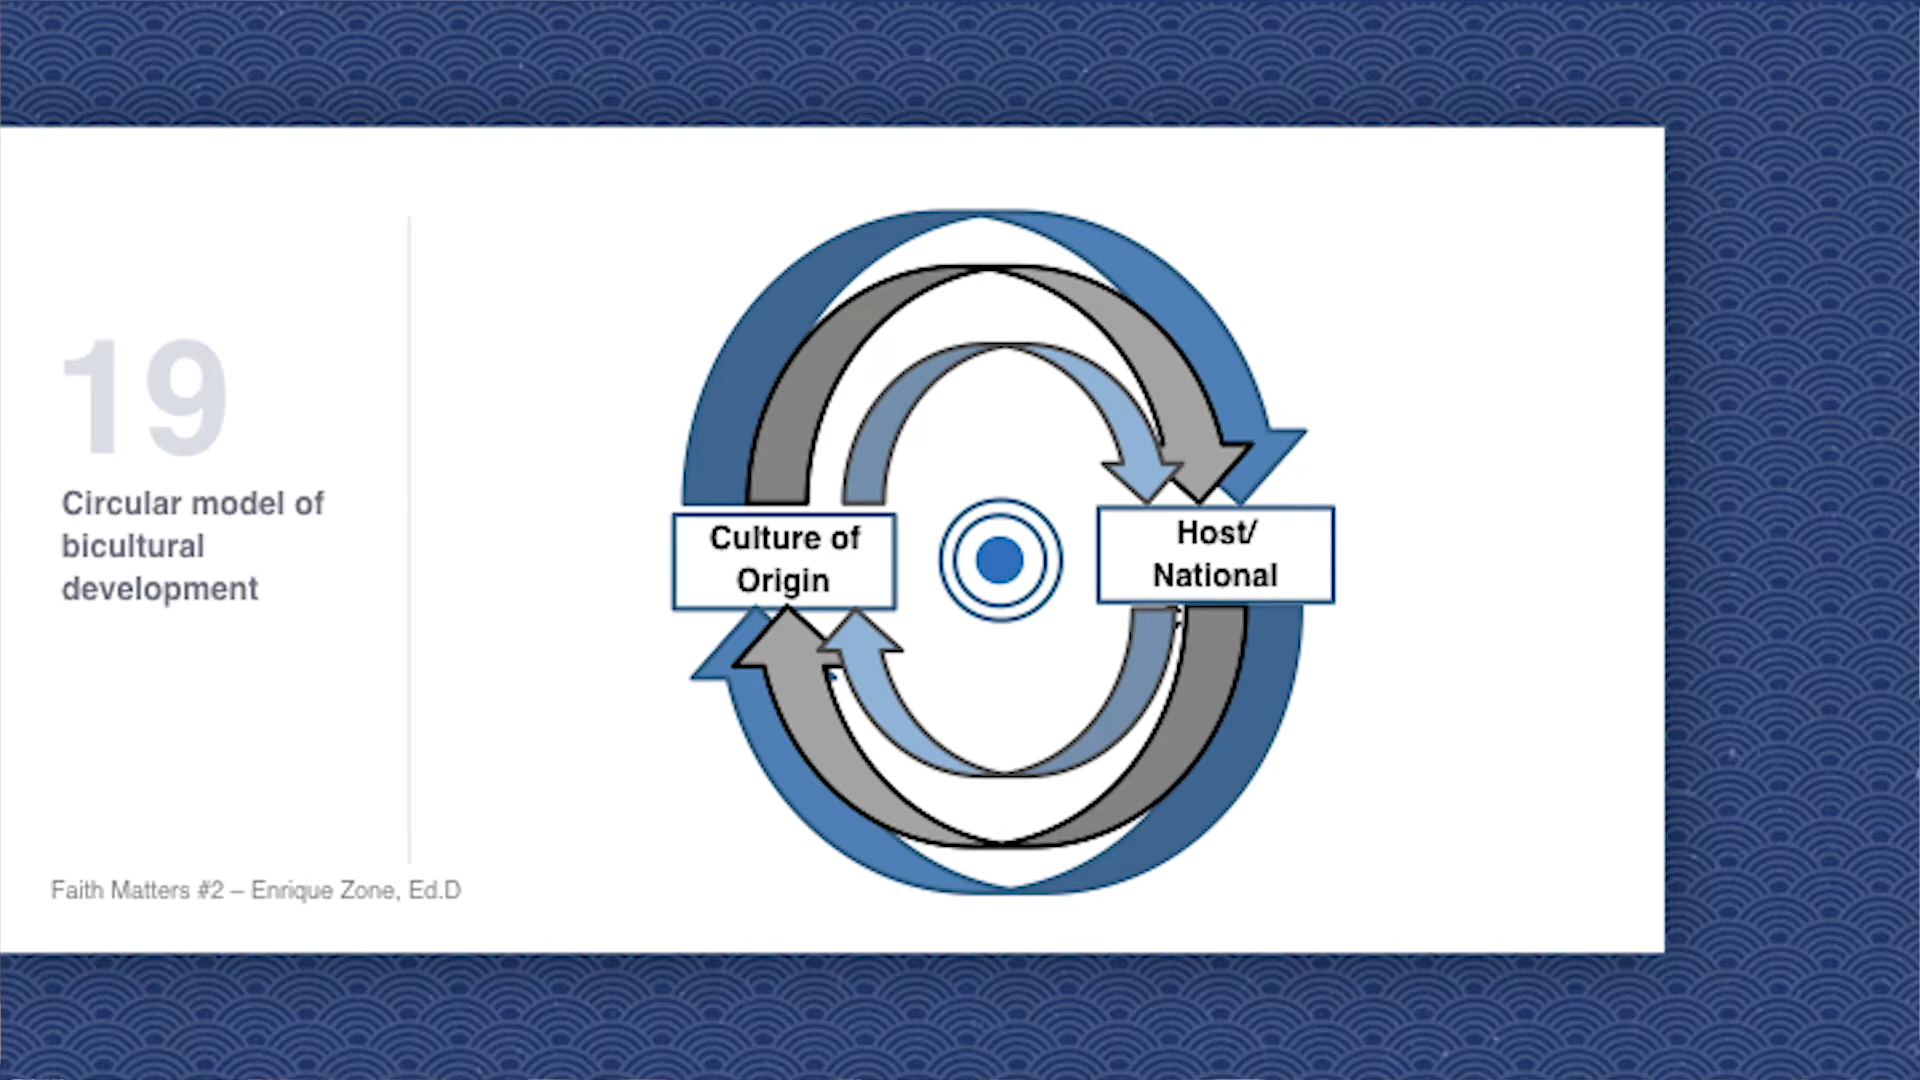 19
Circular model of
bicultural
development
Culture of
Origin
Host/
National
Faith Matters #2 – Enrique Zone, Ed.D